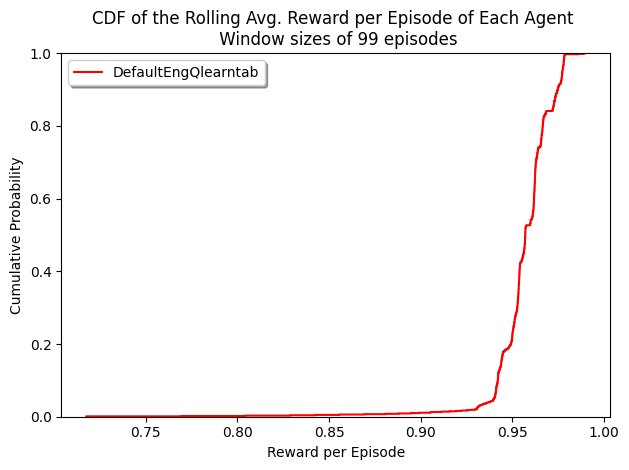 CDF of the Rolling Avg. Reward per Episode of Each Agent
Window sizes of 99 episodes
DefaultEngQlearntab
Cumulative Probability
1.0
0.8
0.6
0.4
0.2
0.0
0.75 0.80 0.85 0.90 0.95 1.00
Reward per Episode